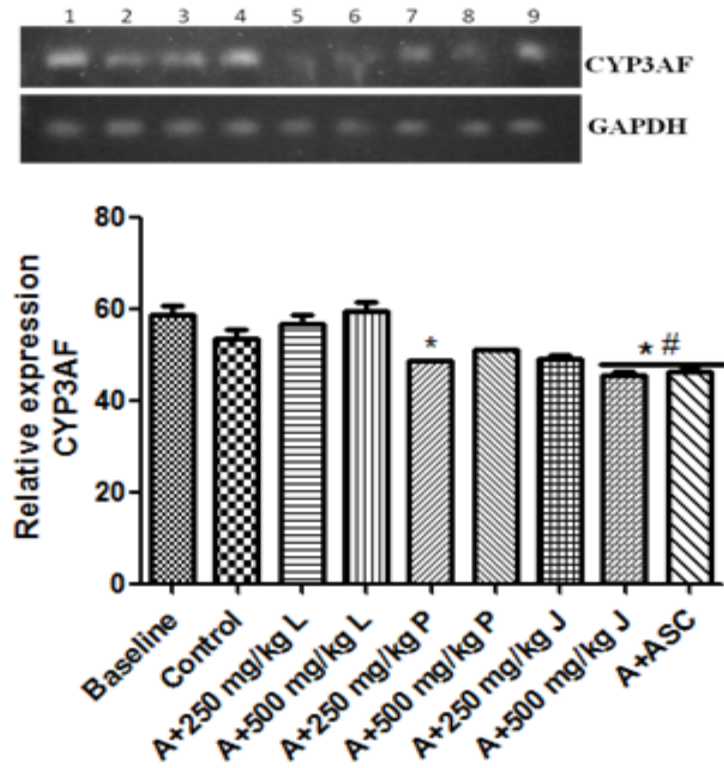 1 2 3 4 5 6 7 8 9
CYP3AF
GAPDH
Relative expression
CYP3AF
80
60
40
20
0
*
* #
Baseline
Control
A+250 mg/kg L
A+500 mg/kg L
A+250 mg/kg P
A+500 mg/kg P
A+250 mg/kg J
A+500 mg/kg J
A+ASC